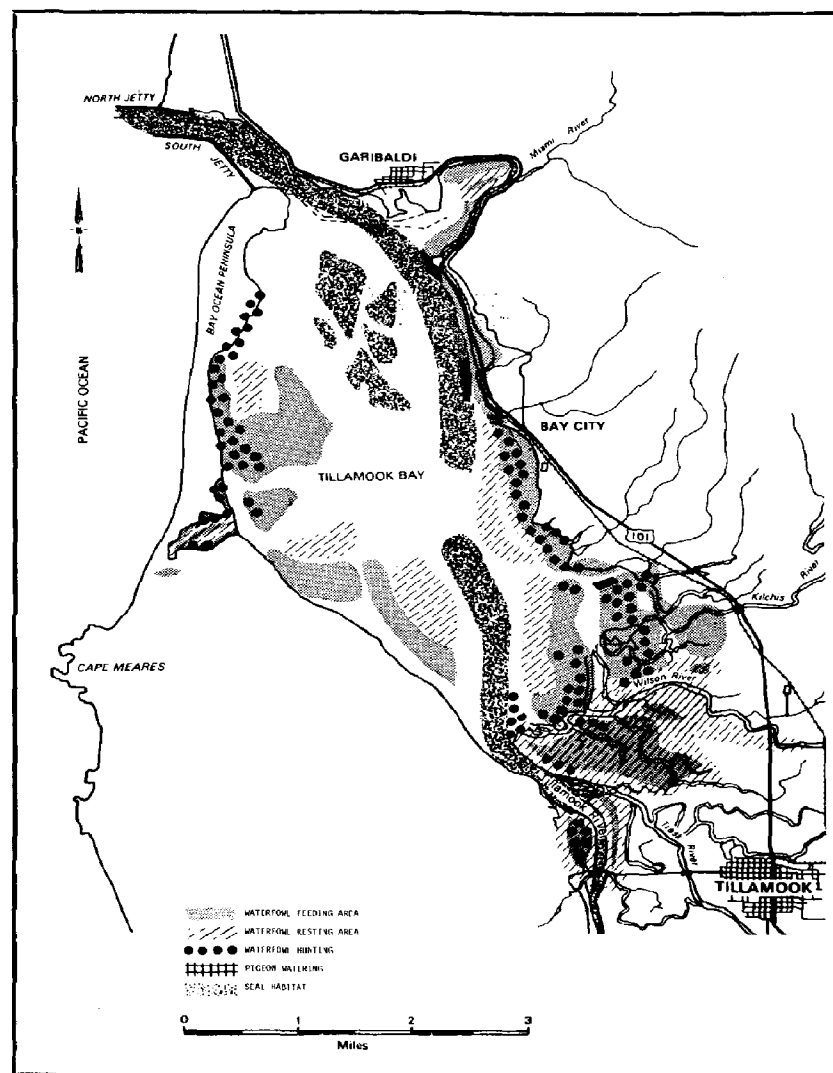 NORTH JETTY
SOUTH
JETTY
GARIBALDI
Miami River
BAY OCEAN PENINSULA
PACIFIC OCEAN
BAY CITY
TILLAMOOK BAY
101
Kilchis
River
CAPE MEARES
Wilson River
Tillamook River
Trask
River
TILLAMOOK
WATERFOWL FEEDING AREA
WATERFOWL RESTING AREA
WATERFOWL HUNTING
PIGEON WATERING
SEAL HABITAT
0 1 2 3
Miles